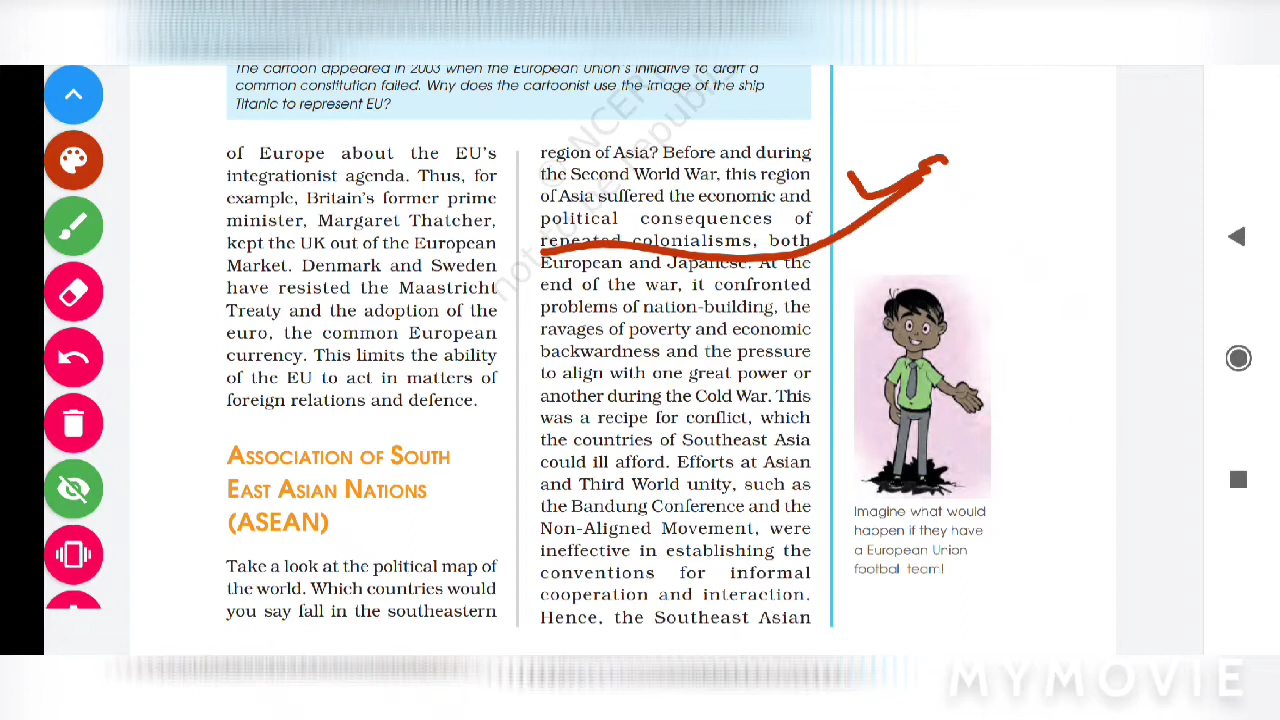 The cartoon appeared in 2003 when the European Union's initiative to draft a
common constitution failed. Why does the cartoonist use the image of the ship
Titanic to represent EU?
of Europe about the EU's
integrationist agenda. Thus, for
example, Britain's former prime
minister, Margaret Thatcher,
kept the UK out of the European
Market. Denmark and Sweden
have resisted the Maastricht
Treaty and the adoption of the
euro, the common European
currency. This limits the ability
of the EU to act in matters of
foreign relations and defence.
ASSOCIATION OF SOUTH
EAST ASIAN NATIONS
(ASEAN)
Take a look at the political map of
the world. Which countries would
you say fall in the southeastern
region of Asia? Before and during
the Second World War, this region
of Asia suffered the economic and
political consequences of
repeated colonialisms, both
European and Japanese. At the
end of the war, it confronted
problems of nation-building, the
ravages of poverty and economic
backwardness and the pressure
to align with one great power or
another during the Cold War. This
was a recipe for conflict, which
the countries of Southeast Asia
could ill afford. Efforts at Asian
and Third World unity, such as
the Bandung Conference and the
Non-Aligned Movement, were
ineffective in establishing the
conventions for informal
cooperation and interaction.
Hence, the Southeast Asian
Imagine what would
happen if they have
a European Union
football team!
© NCERT
not to be republis
MYMOVIE